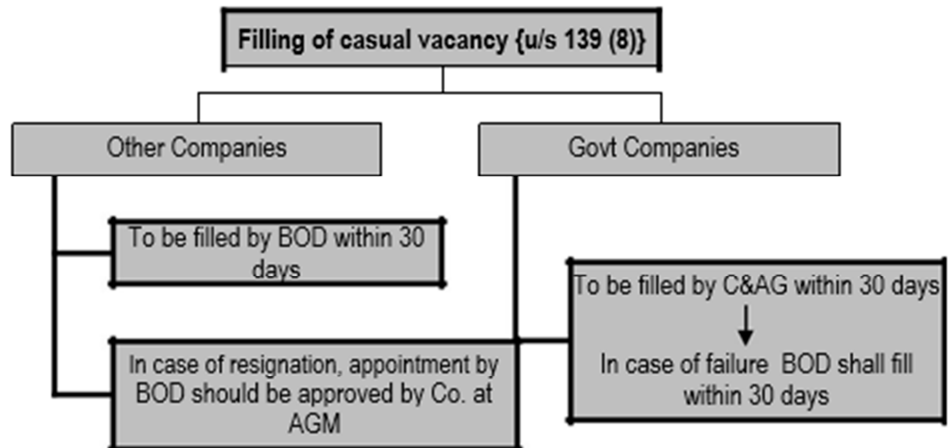 Filling of casual vacancy {u/s 139 (8)}
Other Companies
Govt Companies
To be filled by BOD within 30
days
In case of resignation, appointment by
BOD should be approved by Co. at
AGM
To be filled by C&AG within 30 days
In case of failure BOD shall fill
within 30 days